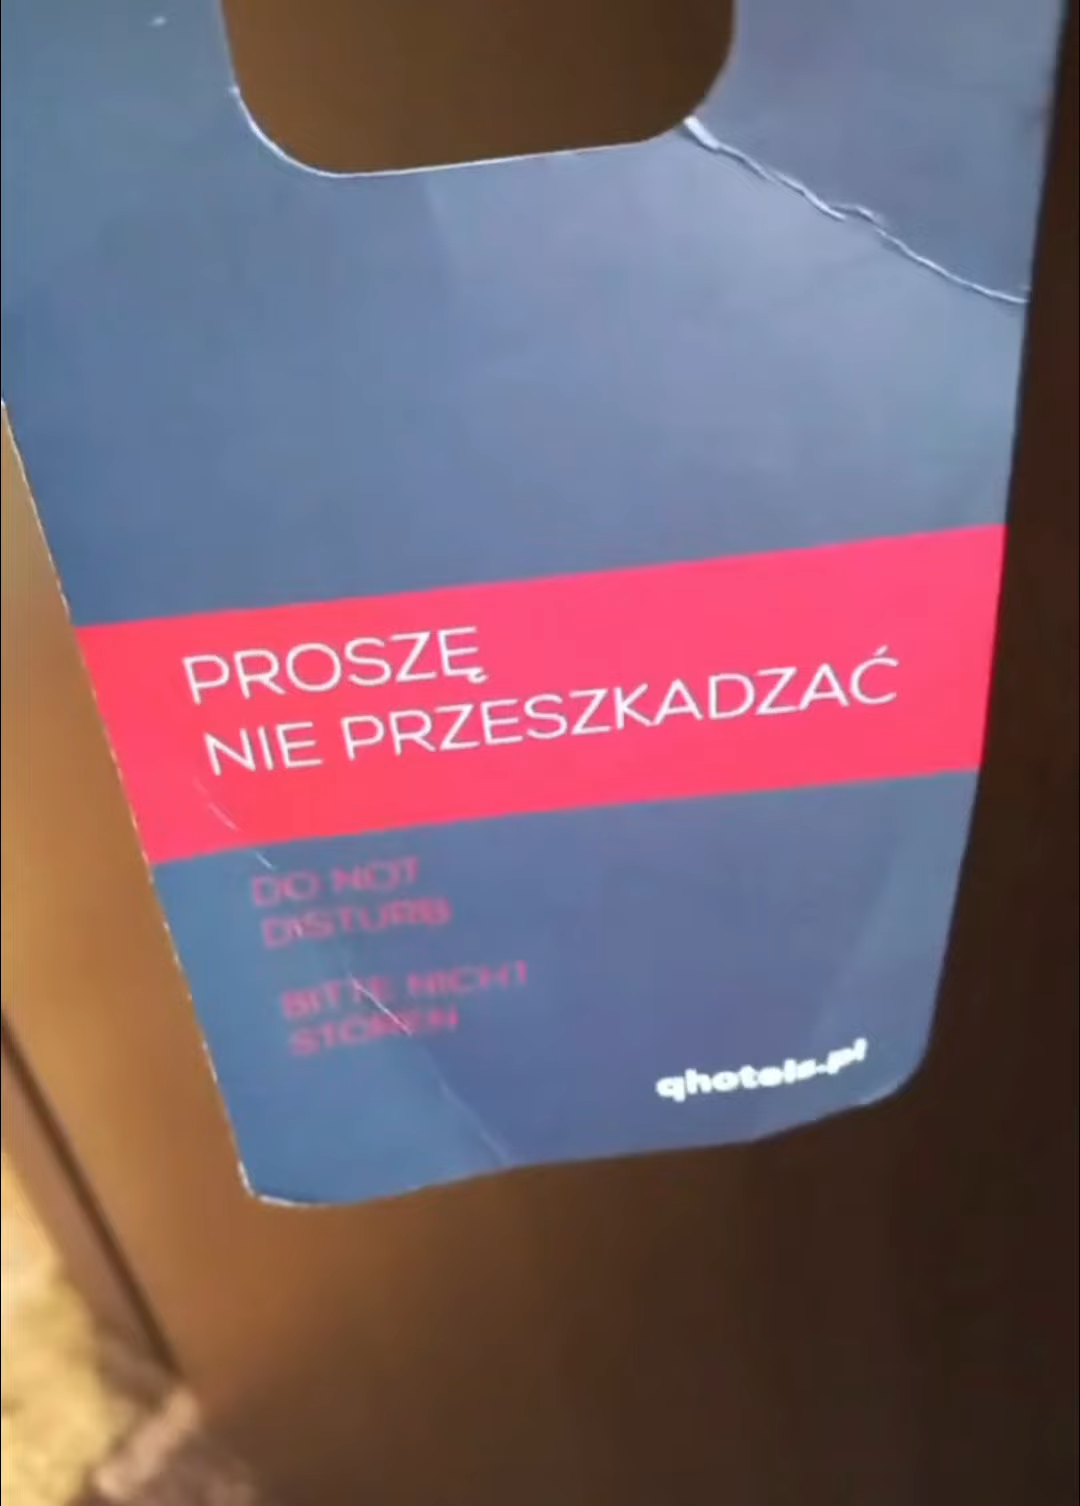 PROSZĘ
NIE PRZESZKADZAĆ
DO NOT
DISTURB
BITTE NICHT
STÖREN
qhotels.pl